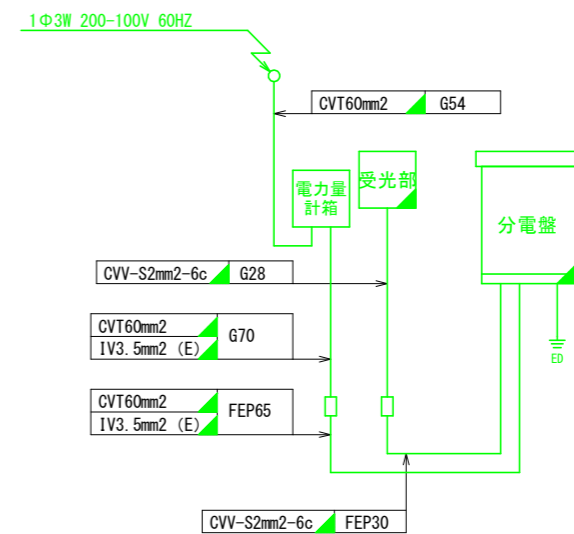 1Φ3W 200-100V 60HZ
CVT60mm2 G54
電力量
計箱
受光部
分電盤
CVV-S2mm2-6c G28
CVT60mm2
IV3.5mm2 (E)
G70
ED
CVT60mm2
IV3.5mm2 (E)
FEP65
CVV-S2mm2-6c FEP30